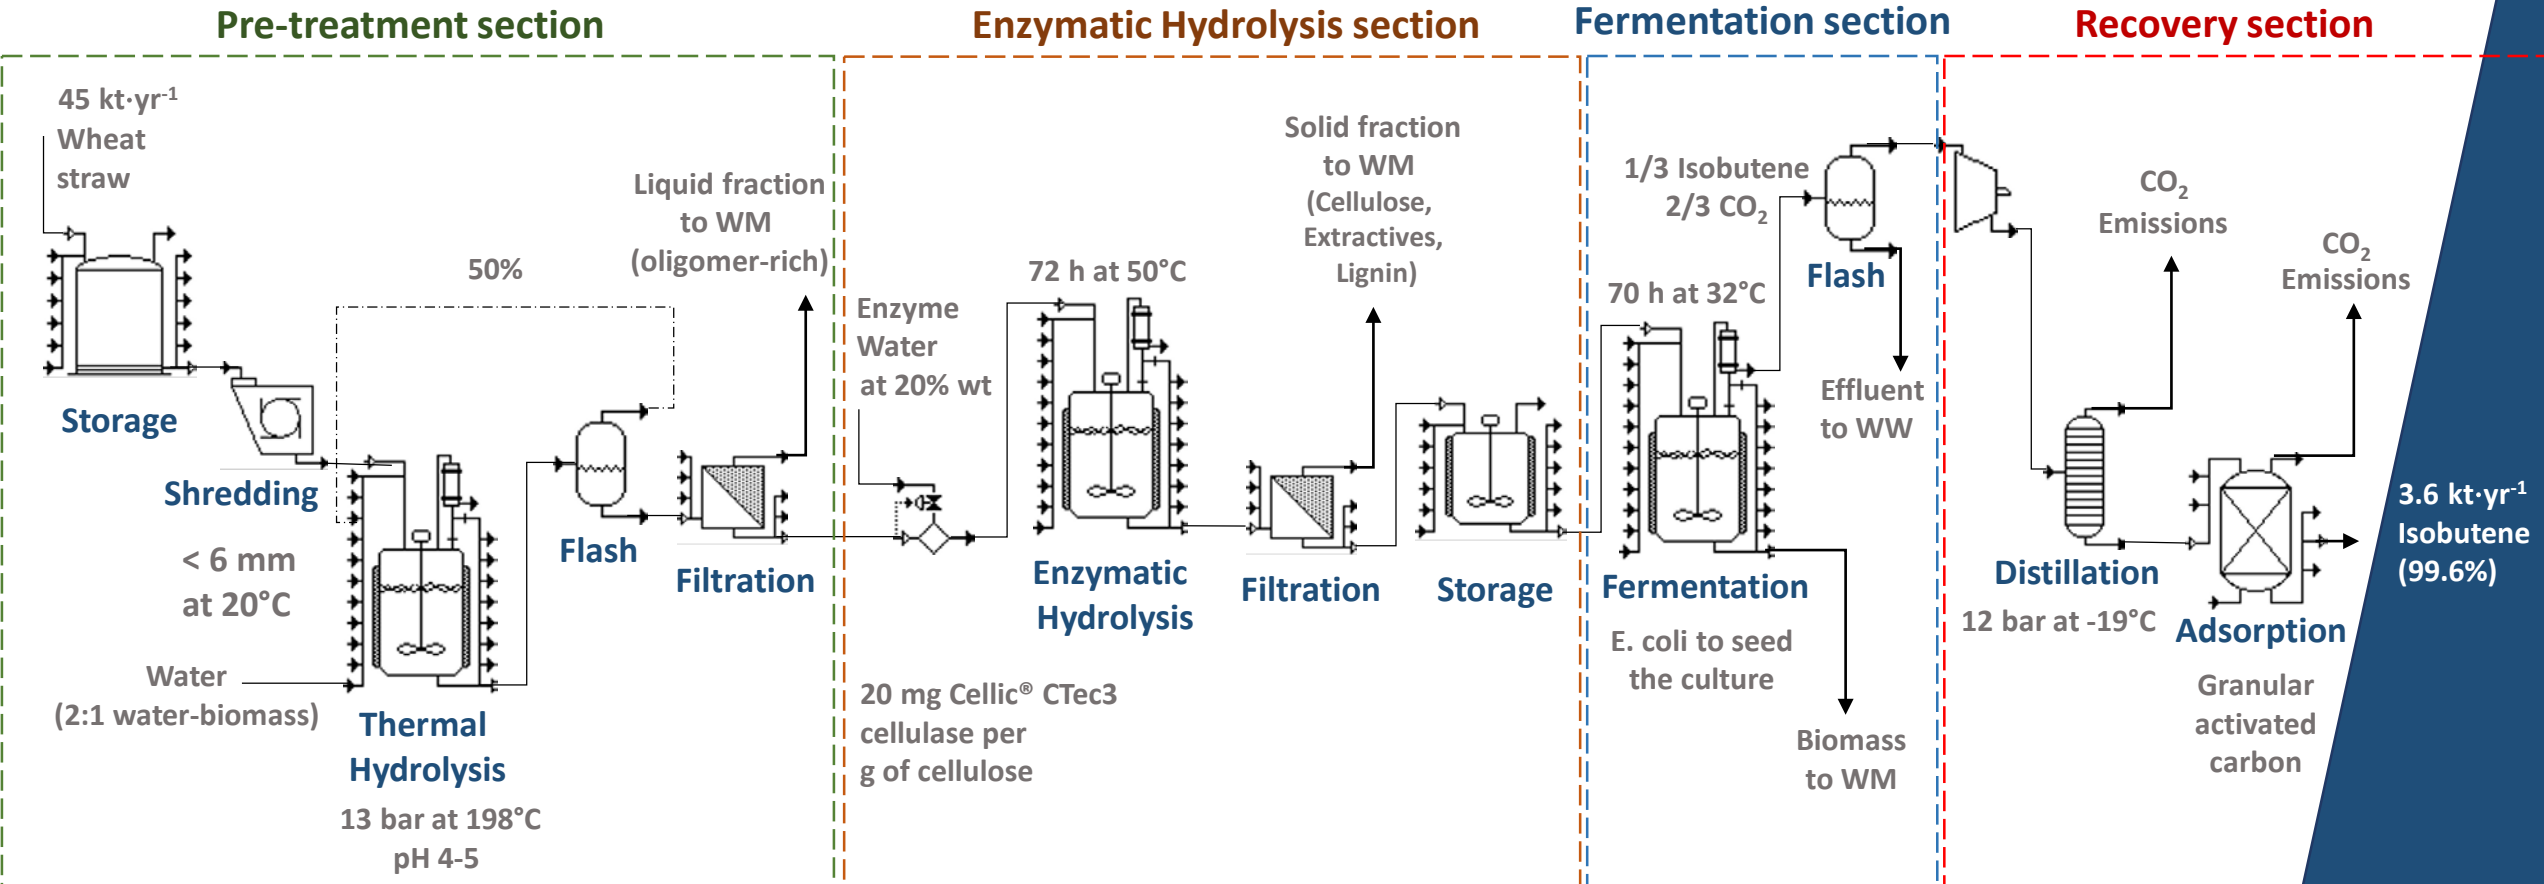 Pre-treatment section
45 kt·yr⁻¹
Wheat
straw
Storage
Shredding
< 6 mm
at 20°C
Water
(2:1 water-biomass)
Thermal
Hydrolysis
13 bar at 198°C
pH 4-5
50%
Flash
Liquid fraction
to WM
(oligomer-rich)
Filtration
Enzymatic Hydrolysis section
Enzyme
Water
at 20% wt
72 h at 50°C
Enzymatic
Hydrolysis
20 mg Cellic® CTec3
cellulase per
g of cellulose
Solid fraction
to WM
(Cellulose,
Extractives,
Lignin)
Filtration
Storage
Fermentation section
1/3 Isobutene
2/3 CO₂
Flash
70 h at 32°C
Effluent
to WW
Fermentation
E. coli to seed
the culture
Biomass
to WM
Recovery section
CO₂
Emissions
CO₂
Emissions
Distillation
12 bar at -19°C
Adsorption
Granular
activated
carbon
3.6 kt·yr⁻¹
Isobutene
(99.6%)